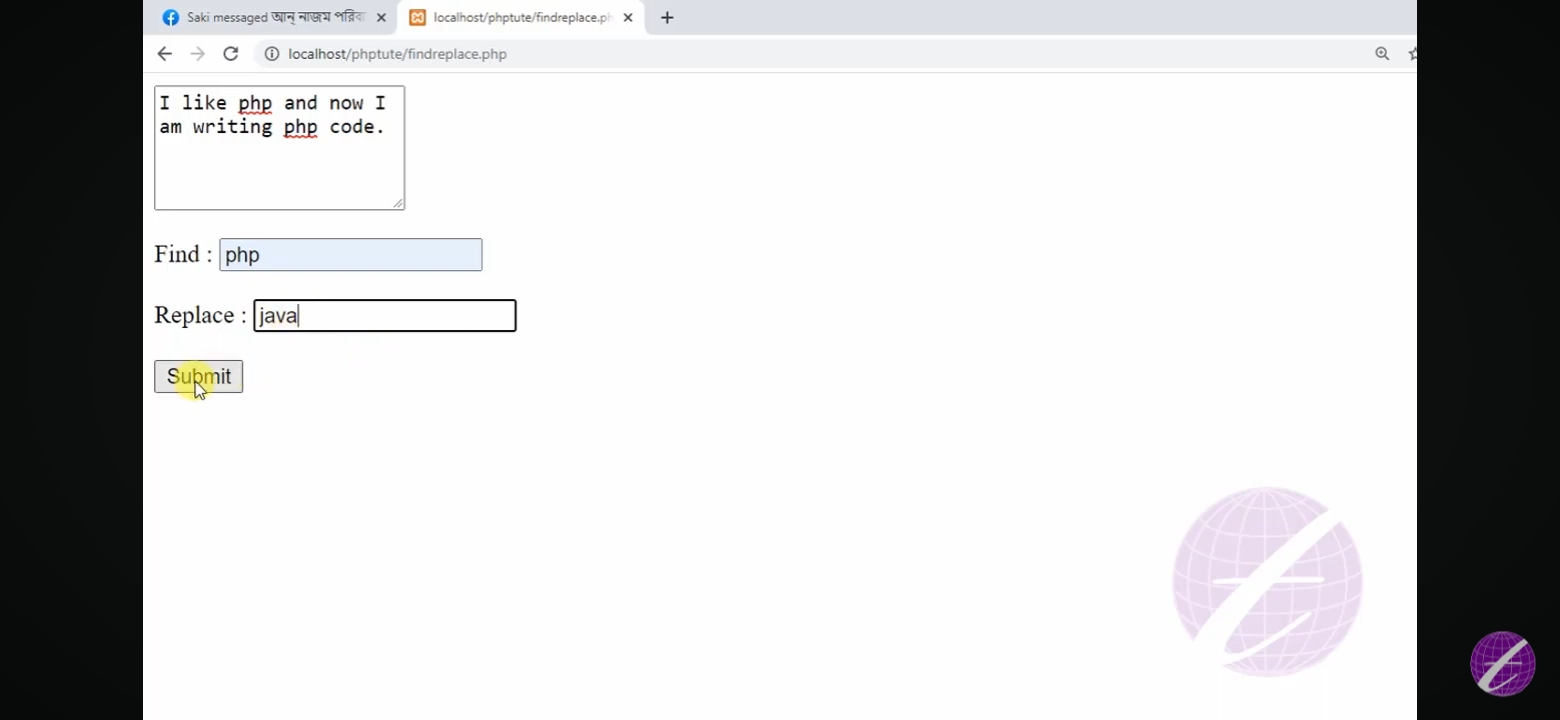 Saki messaged আন্ নাজম পরিবা
localhost/phptute/findreplace.ph
localhost/phptute/findreplace.php
I like php and now I
am writing php code.
Find : php
Replace : java
Submit